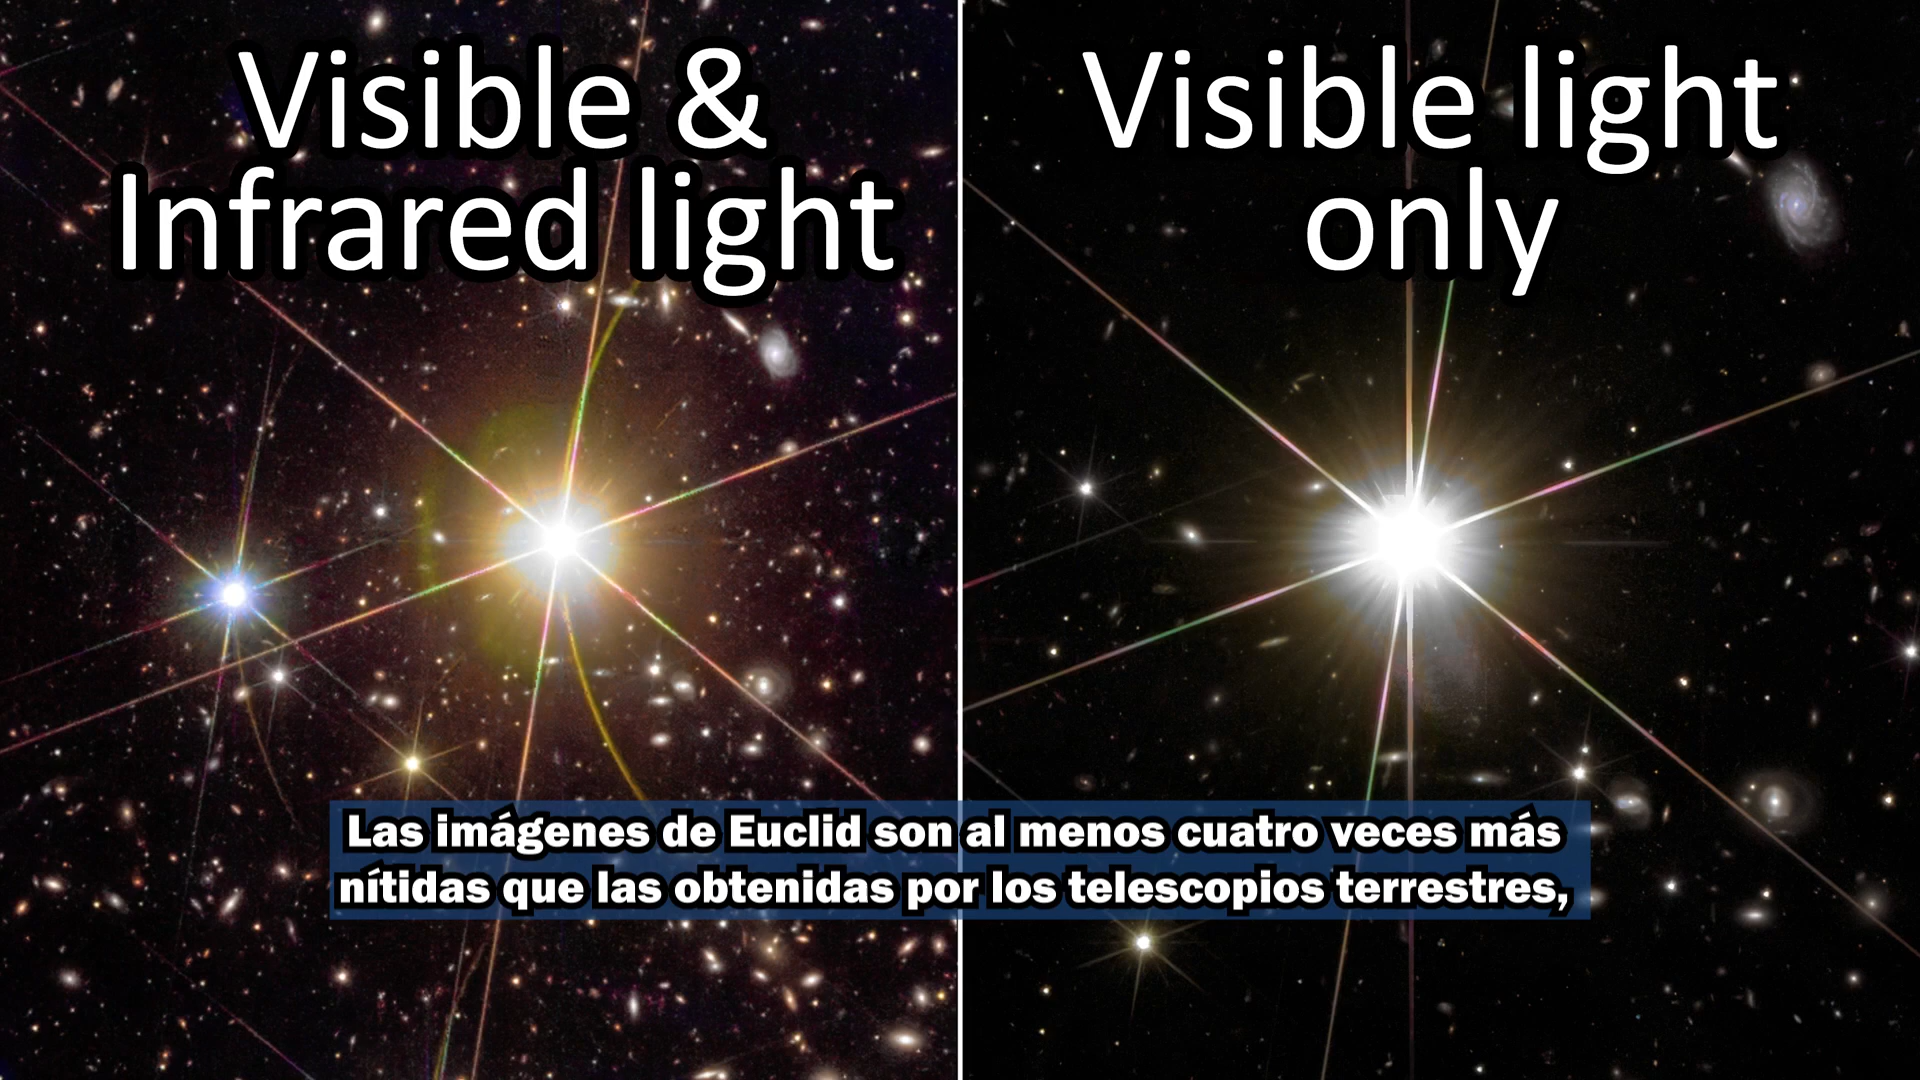 Visible &
Infrared light
Visible light
only
Las imágenes de Euclid son al menos cuatro veces más
nítidas que las obtenidas por los telescopios terrestres,